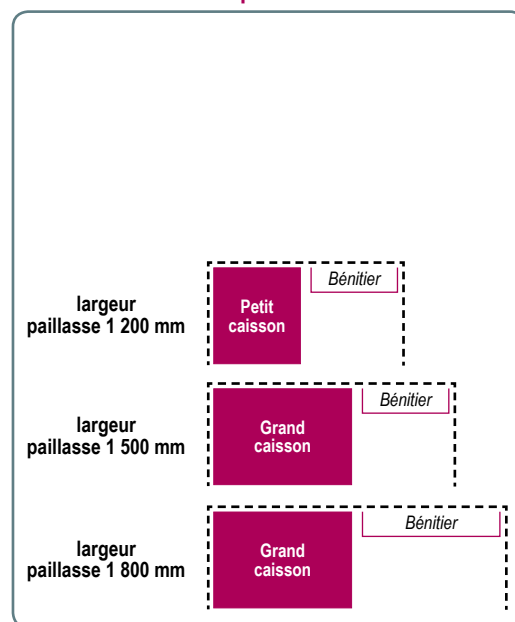 largeur
paillasse 1 200 mm
Petit
caisson
Bénitier
largeur
paillasse 1 500 mm
Grand
caisson
Bénitier
largeur
paillasse 1 800 mm
Grand
caisson
Bénitier